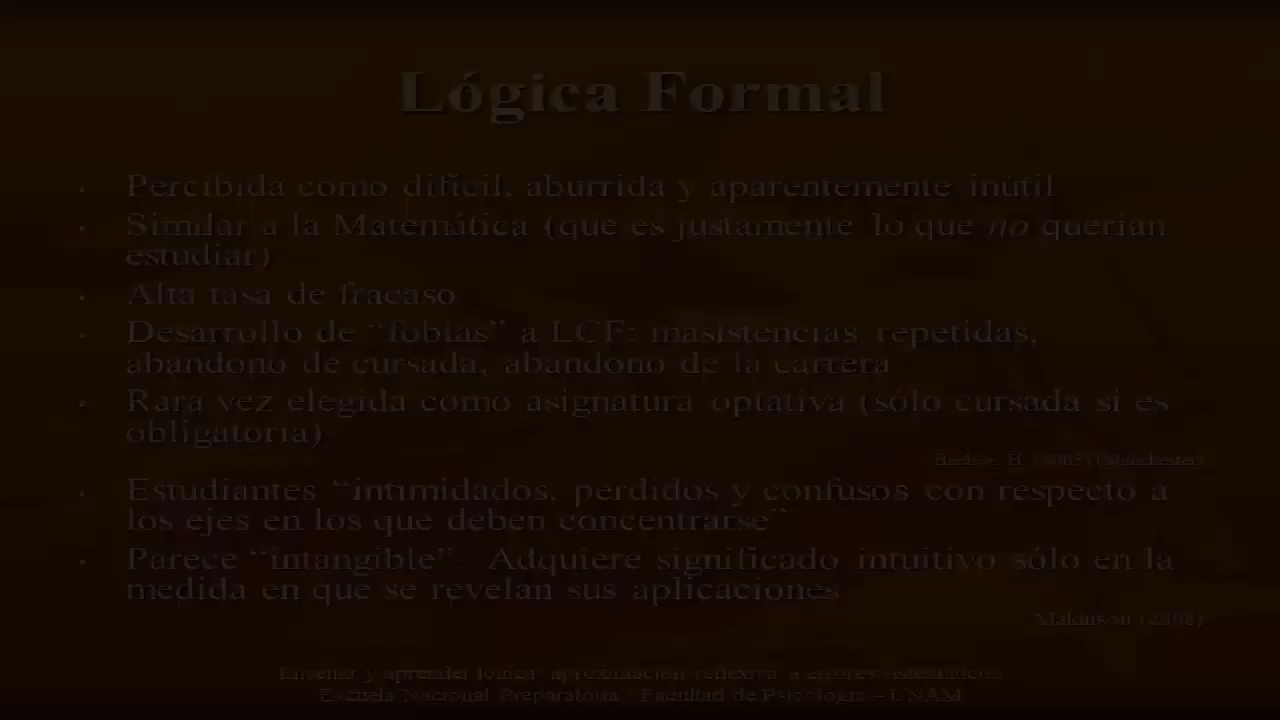 Lógica Formal
Percibida como difícil, aburrida y aparentemente inútil
Similar a la Matemática (que es justamente lo que no querían
estudiar)
Alta tasa de fracaso
Desarrollo de “fobias” a LCF: inasistencias repetidas,
abandono de cursada, abandono de la carrera
Rara vez elegida como asignatura optativa (sólo cursada si es
obligatoria)
H. (2003) (Manchester)
Estudiantes “intimidados, perdidos y confusos con respecto a
los ejes en los que deben concentrarse”
Parece “intangible”. Adquiere significado intuitivo sólo en la
medida en que se revelan sus aplicaciones
Makinson (2008)
Enseñar y aprender lógica: aproximación reflexiva a errores sistemáticos
Escuela Nacional Preparatoria - Facultad de Psicología – UNAM